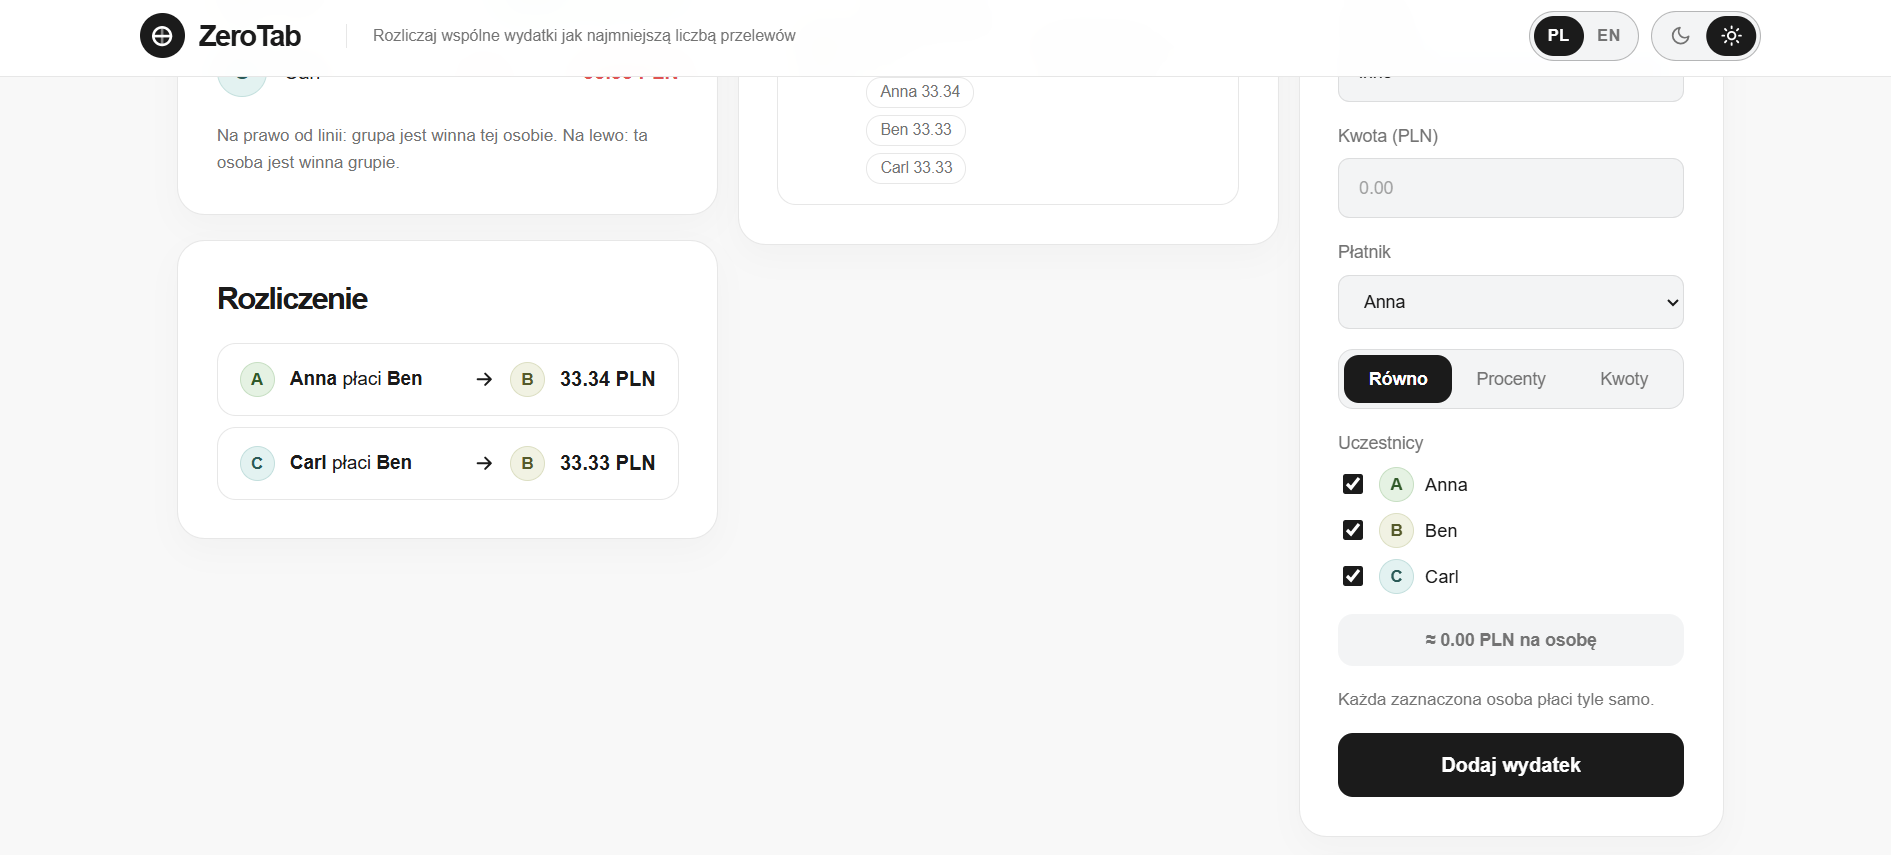 ZeroTab
Rozliczaj wspólne wydatki jak najmniejszą liczbą przelewów
PL EN
Na prawo od linii: grupa jest winna tej osobie. Na lewo: ta
osoba jest winna grupie.
Rozliczenie
A Anna płaci Ben → B 33.34 PLN
C Carl płaci Ben → B 33.33 PLN
Anna 33.34
Ben 33.33
Carl 33.33
Kwota (PLN)
0.00
Płatnik
Anna
Równo Procenty Kwoty
Uczestnicy
A Anna
B Ben
C Carl
≈ 0.00 PLN na osobę
Każda zaznaczona osoba płaci tyle samo.
Dodaj wydatek